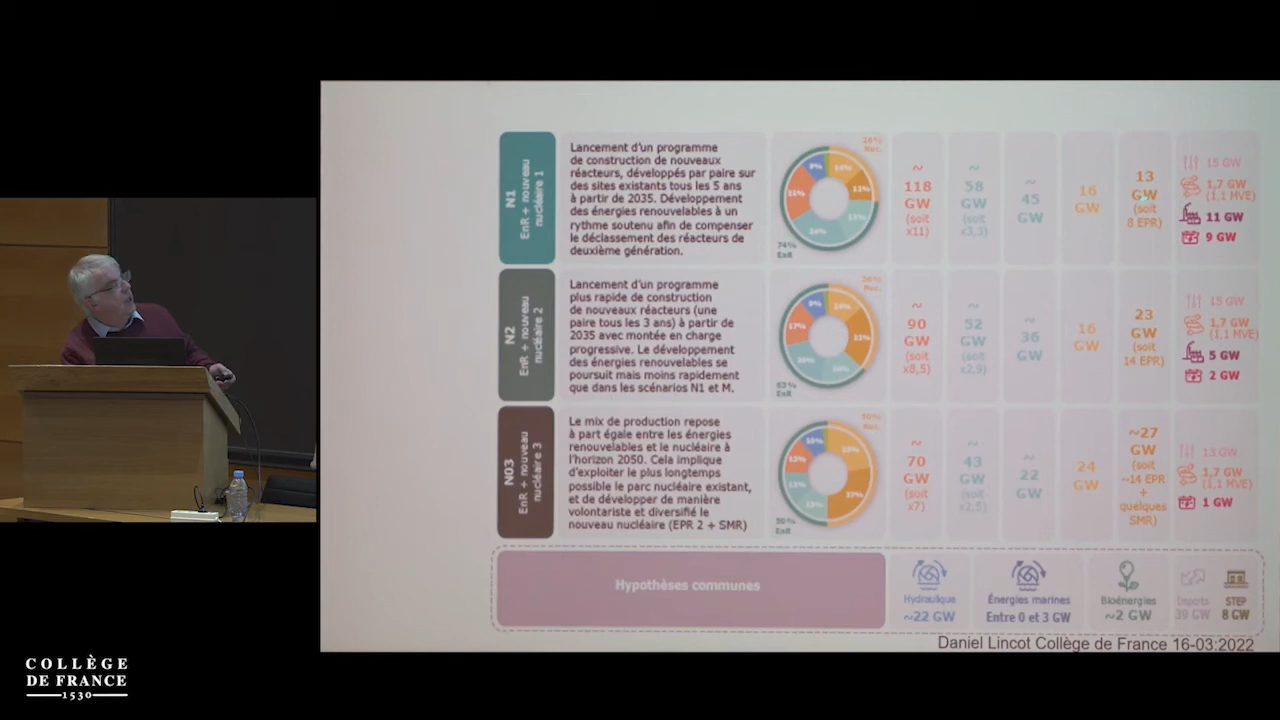 N1
EnR + nouveau
nucléaire 1
Lancement d'un programme
de construction de nouveaux
réacteurs, développés par paire sur
des sites existants tous les 5 ans
à partir de 2035. Développement
des énergies renouvelables à un
rythme soutenu afin de compenser
le déclassement des réacteurs de
deuxième génération.
74%
EnR
~
118
GW
(soit
x11)
~
58
GW
(soit
x3,3)
~
45
GW
16
GW
13
GW
(soit
8 EPR)
15 GW
1,7 GW
(1,1 MVE)
11 GW
9 GW
N2
EnR + nouveau
nucléaire 2
Lancement d'un programme
plus rapide de construction
de nouveaux réacteurs (une
paire tous les 3 ans) à partir de
2035 avec montée en charge
progressive. Le développement
des énergies renouvelables se
poursuit mais moins rapidement
que dans les scénarios N1 et M.
63%
EnR
~
90
GW
(soit
x8,5)
~
52
GW
(soit
x2,9)
~
36
GW
16
GW
23
GW
(soit
14 EPR)
15 GW
1,7 GW
(1,1 MVE)
5 GW
2 GW
N03
EnR + nouveau
nucléaire 3
Le mix de production repose
à part égale entre les énergies
renouvelables et le nucléaire à
l'horizon 2050. Cela implique
d'exploiter le plus longtemps
possible le parc nucléaire existant,
et de développer de manière
volontariste et diversifié le
nouveau nucléaire (EPR 2 + SMR)
50%
Nuc.
50%
EnR
~
70
GW
(soit
x7)
~
43
GW
(soit
x2,5)
~
22
GW
24
GW
~27
GW
(soit
~14 EPR
+
quelques
SMR)
13 GW
1,7 GW
(1,1 MVE)
1 GW
Hypothèses communes
Hydraulique
~22 GW
Énergies marines
Entre 0 et 3 GW
Bioénergies
~2 GW
Imports
39 GW
STEP
8 GW
Daniel Lincot Collège de France 16-03:2022
COLLÈGE
DE FRANCE
1530